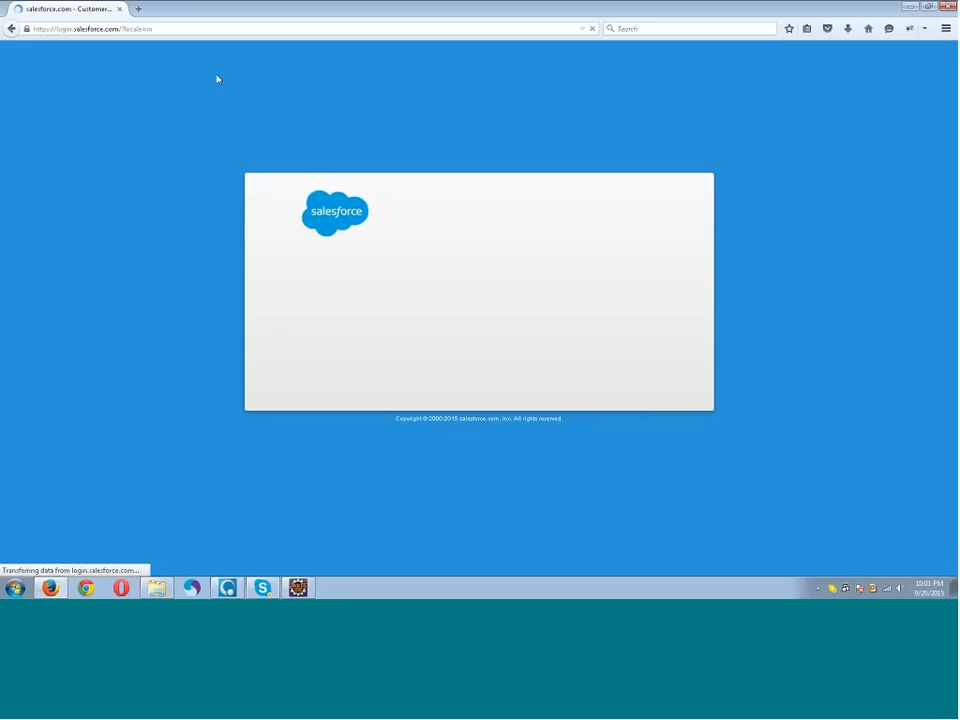 salesforce.com - Customer...
https://login.salesforce.com/?locale=in
Search
salesforce
Copyright © 2000-2015 salesforce.com, inc. All rights reserved.
Transferring data from login.salesforce.com...
10:01 PM
9/20/2015